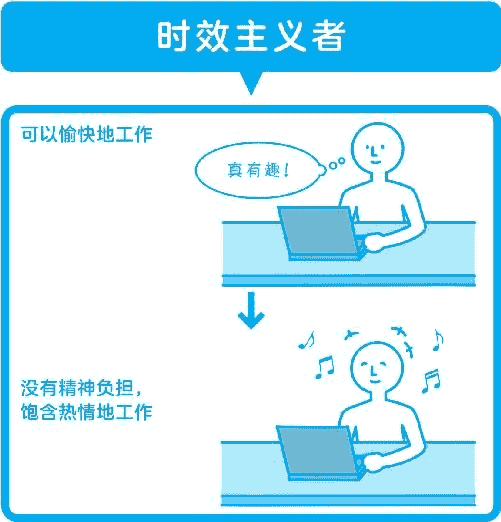 时效主义者
可以愉快地工作
真有趣！
没有精神负担，
饱含热情地工作